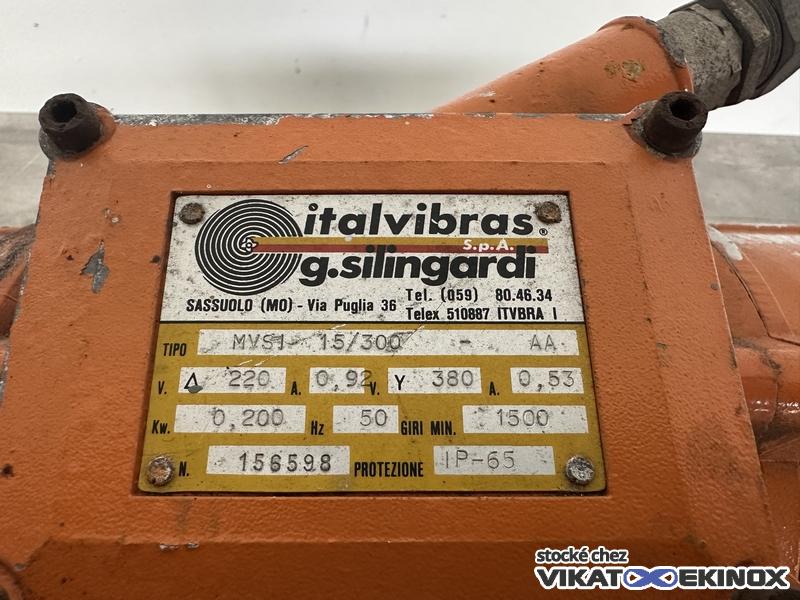 italvibras®
S.p.A.
g.silingardi
SASSUOLO (MO) - Via Puglia 36
Tel. (059) 80.46.34
Telex 510887 ITVBRA I
TIPO MVSI- 15/300 - AA
V. Δ 220 A. 0,92 V. Y 380 A. 0,53
Kw. 0,200 Hz 50 GIRI MIN. 1500
N. 156598 PROTEZIONE IP-65
stocké chez
VIKATOEKINOX